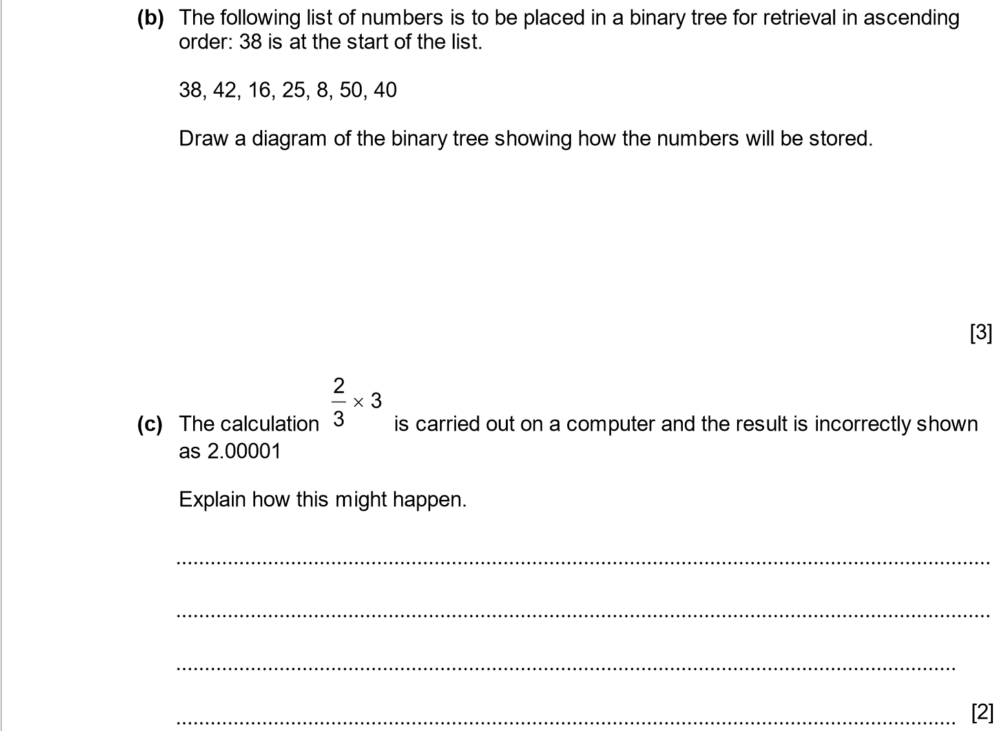 (b) The following list of numbers is to be placed in a binary tree for retrieval in ascending
order: 38 is at the start of the list.
38, 42, 16, 25, 8, 50, 40
Draw a diagram of the binary tree showing how the numbers will be stored.
[3]
(c) The calculation 2/3 × 3 is carried out on a computer and the result is incorrectly shown
as 2.00001
Explain how this might happen.
[2]